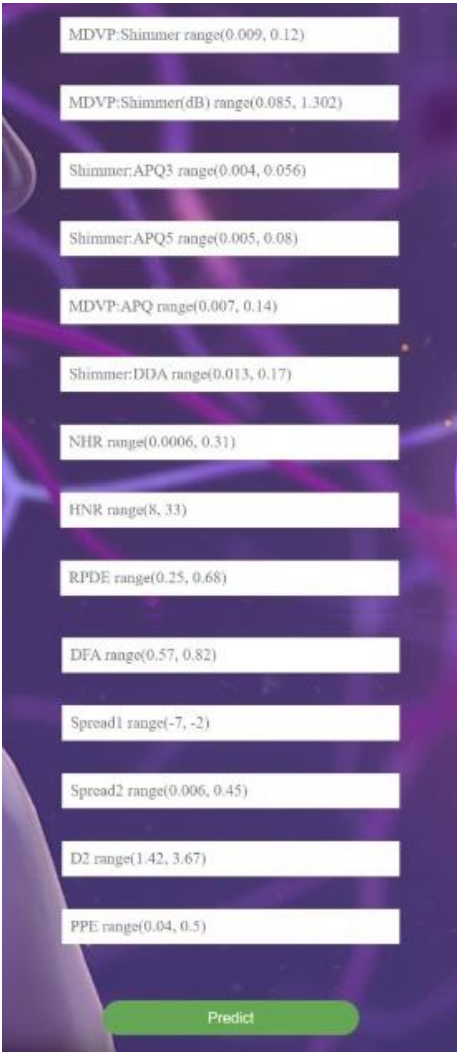 MDVP:Shimmer range(0.009, 0.12)
MDVP:Shimmer(dB) range(0.085, 1.302)
Shimmer:APQ3 range(0.004, 0.056)
Shimmer:APQ5 range(0.005, 0.08)
MDVP:APQ range(0.007, 0.14)
Shimmer:DDA range(0.013, 0.17)
NHR range(0.0006, 0.31)
HNR range(8, 33)
RPDE range(0.25, 0.68)
DFA range(0.57, 0.82)
Spread1 range(-7, -2)
Spread2 range(0.006, 0.45)
D2 range(1.42, 3.67)
PPE range(0.04, 0.5)
Predict